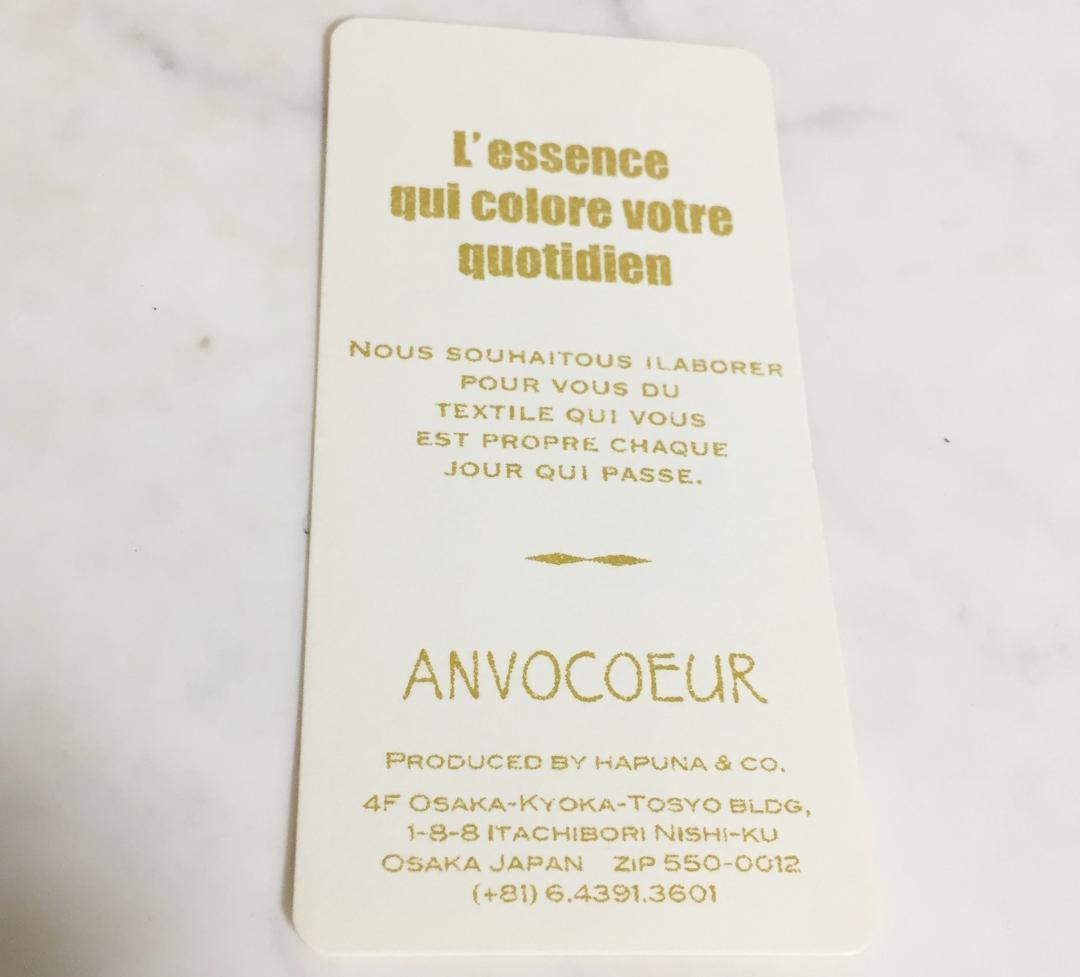 L'essence
qui colore votre
quotidien
NOUS SOUHAITOUS ILABORER
POUR VOUS DU
TEXTILE QUI VOUS
EST PROPRE CHAQUE
JOUR QUI PASSE.
ANVOCOEUR
PRODUCED BY HAPUNA & CO.
4F OSAKA-KYOKA-TOSYO BLDG,
1-8-8 ITACHIBORI NISHI-KU
OSAKA JAPAN ZIP 550-0012
(+81) 6.4391.3601